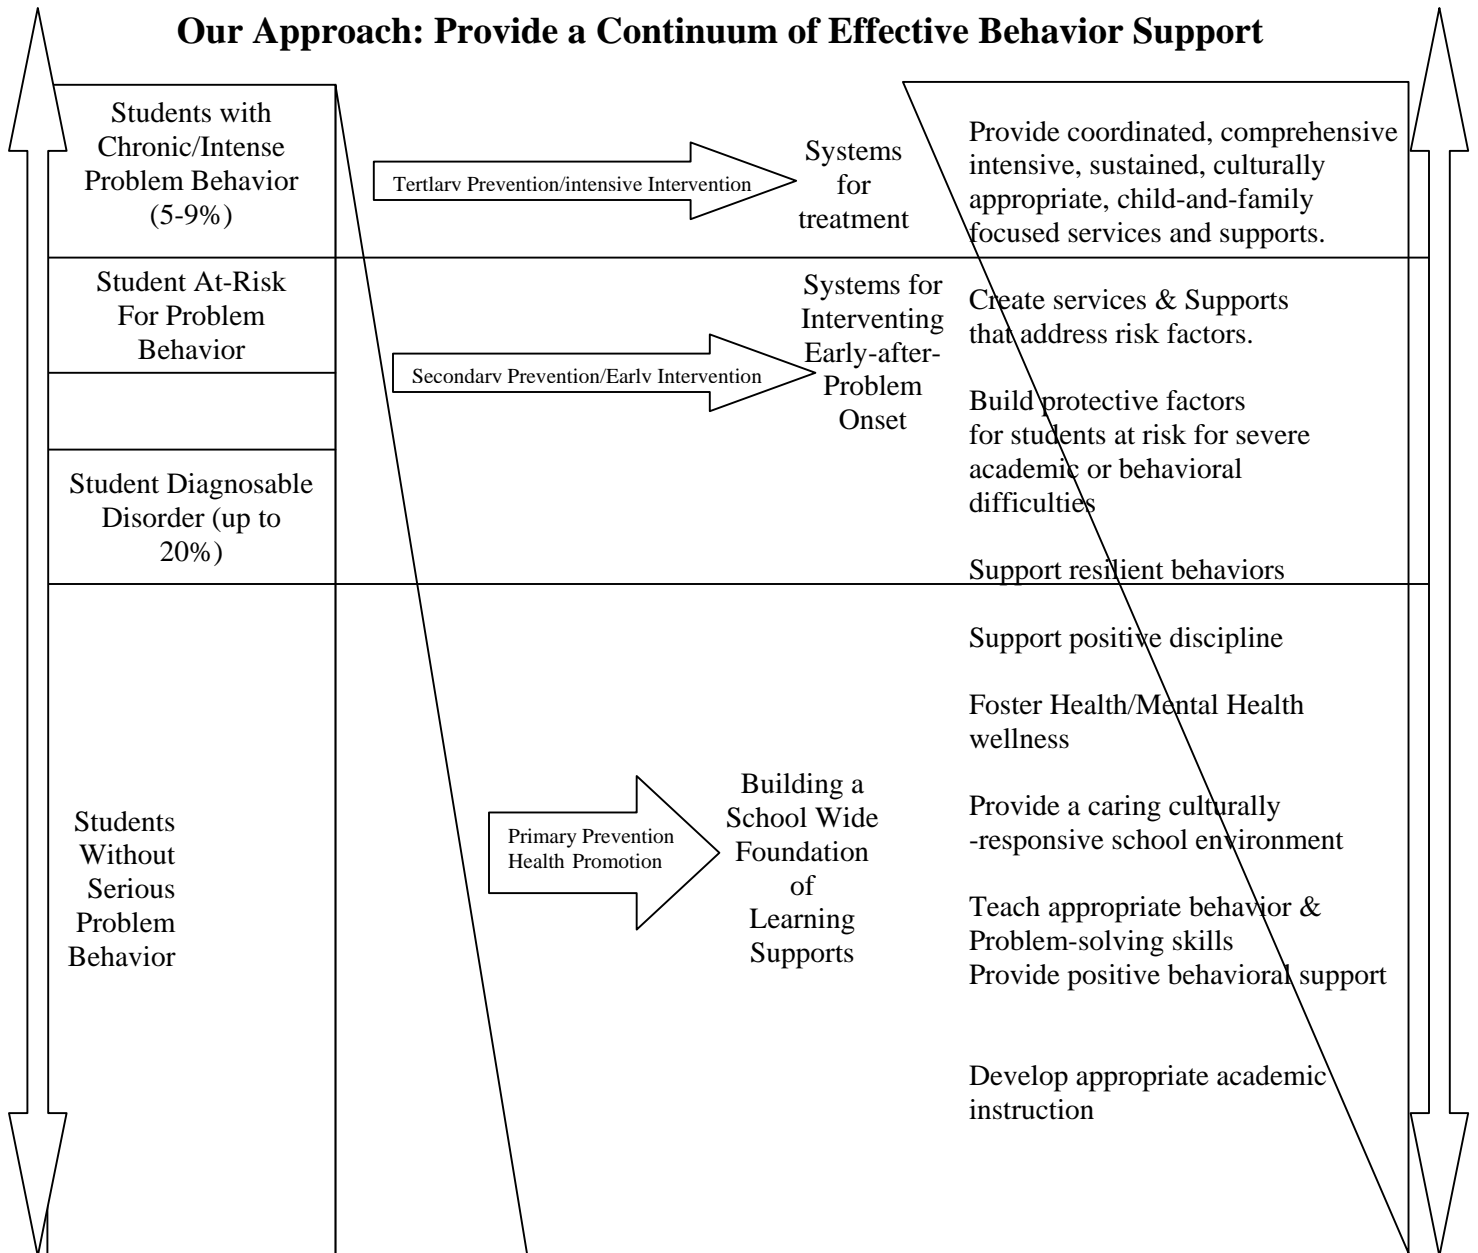 Our Approach: Provide a Continuum of Effective Behavior Support
Students with
Chronic/Intense
Problem Behavior
(5-9%)
Tertlary Prevention/intensive Intervention
Systems
for
treatment
Provide coordinated, comprehensive
intensive, sustained, culturally
appropriate, child-and-family
focused services and supports.
Student At-Risk
For Problem
Behavior
Student Diagnosable
Disorder (up to
20%)
Secondary Prevention/Early Intervention
Systems for
Interventing
Early-after-
Problem
Onset
Create services & Supports
that address risk factors.
Build protective factors
for students at risk for severe
academic or behavioral
difficulties
Support resilient behaviors
Students
Without
Serious
Problem
Behavior
Primary Prevention
Health Promotion
Building a
School Wide
Foundation
of
Learning
Supports
Support positive discipline
Foster Health/Mental Health
wellness
Provide a caring culturally
-responsive school environment
Teach appropriate behavior &
Problem-solving skills
Provide positive behavioral support
Develop appropriate academic
instruction